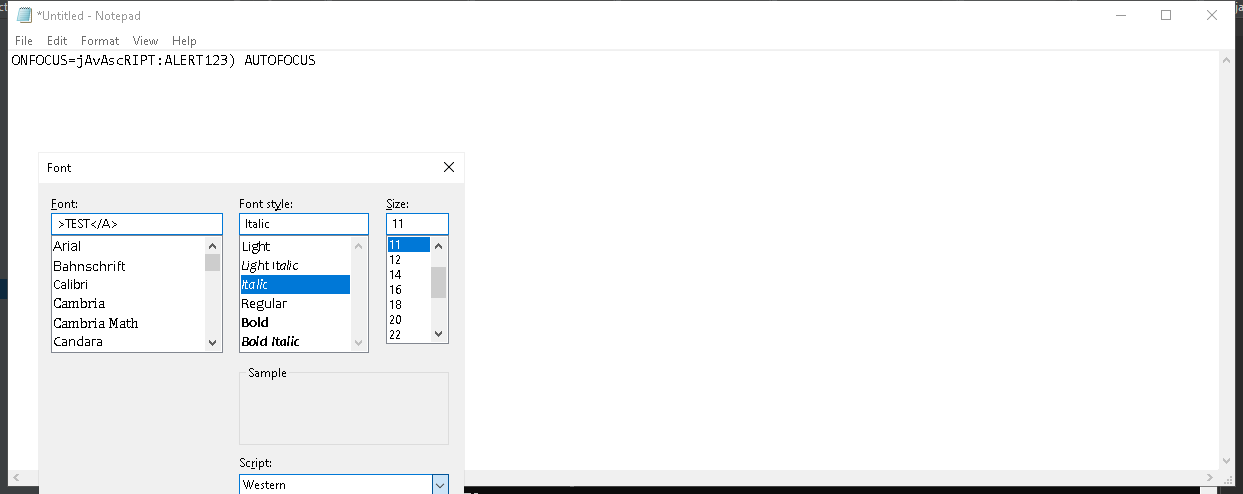 *Untitled - Notepad
File Edit Format View Help
ONFOCUS=jAvAscRIPT:ALERT123) AUTOFOCUS
Font
Font: Font style: Size:
>TEST</A> Italic 11
Arial Light 11
Bahnschrift Light Italic 12
Calibri Italic 14
Cambria Regular 16
Cambria Math Bold 18
Candara Bold Italic 20
22
Sample
Script:
Western